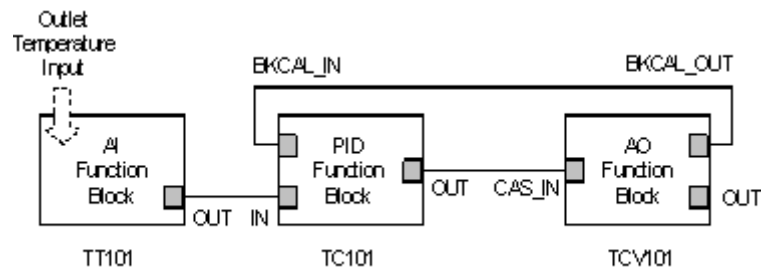 Outlet
Temperature
Input
BKCAL_IN
BKCAL_OUT
AI
Function
Block
PID
Function
Block
AO
Function
Block
OUT
IN
OUT
CAS_IN
OUT
TT101
TC101
TCV101